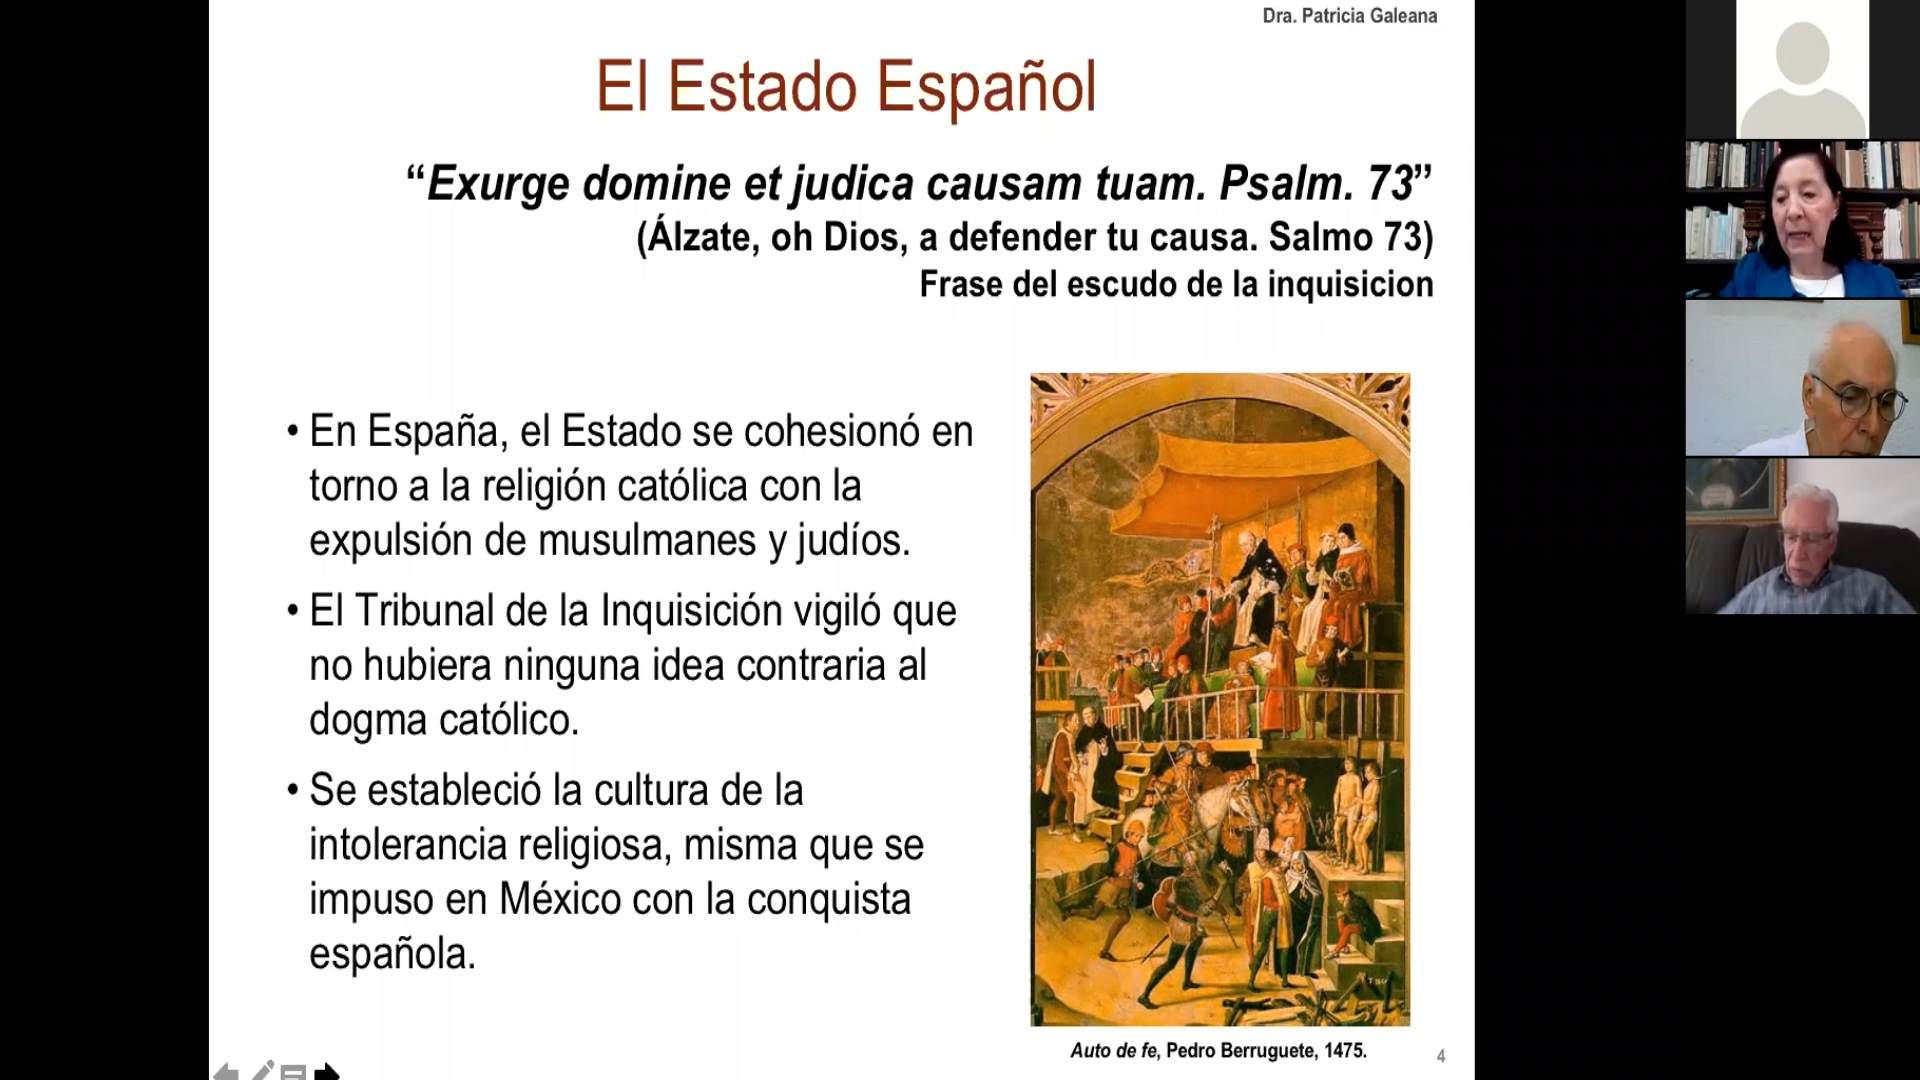 Dra. Patricia Galeana
El Estado Español
“Exurge domine et judica causam tuam. Psalm. 73”
(Álzate, oh Dios, a defender tu causa. Salmo 73)
Frase del escudo de la inquisicion
• En España, el Estado se cohesionó en
torno a la religión católica con la
expulsión de musulmanes y judíos.
• El Tribunal de la Inquisición vigiló que
no hubiera ninguna idea contraria al
dogma católico.
• Se estableció la cultura de la
intolerancia religiosa, misma que se
impuso en México con la conquista
española.
Auto de fe, Pedro Berruguete, 1475.
4